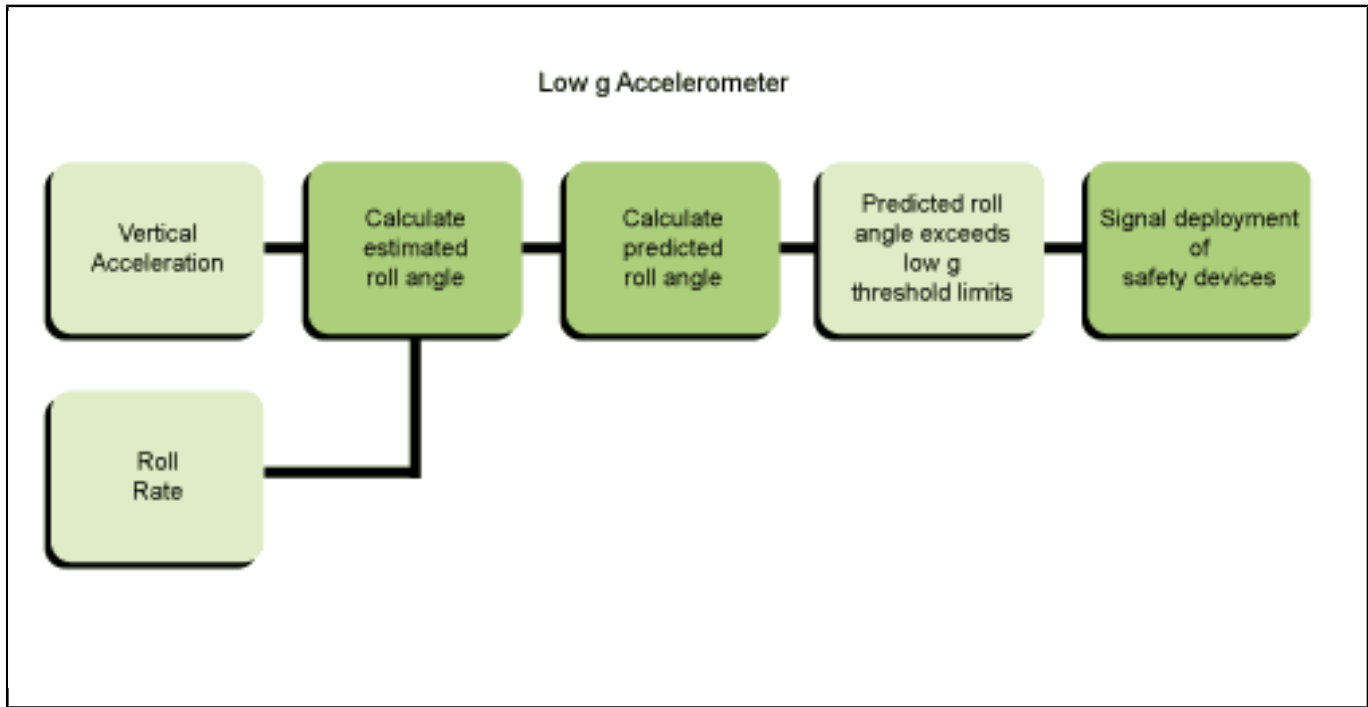 Low g Accelerometer
Vertical
Acceleration
Calculate
estimated
roll angle
Calculate
predicted
roll angle
Predicted roll
angle exceeds
low g
threshold limits
Signal deployment
of
safety devices
Roll
Rate